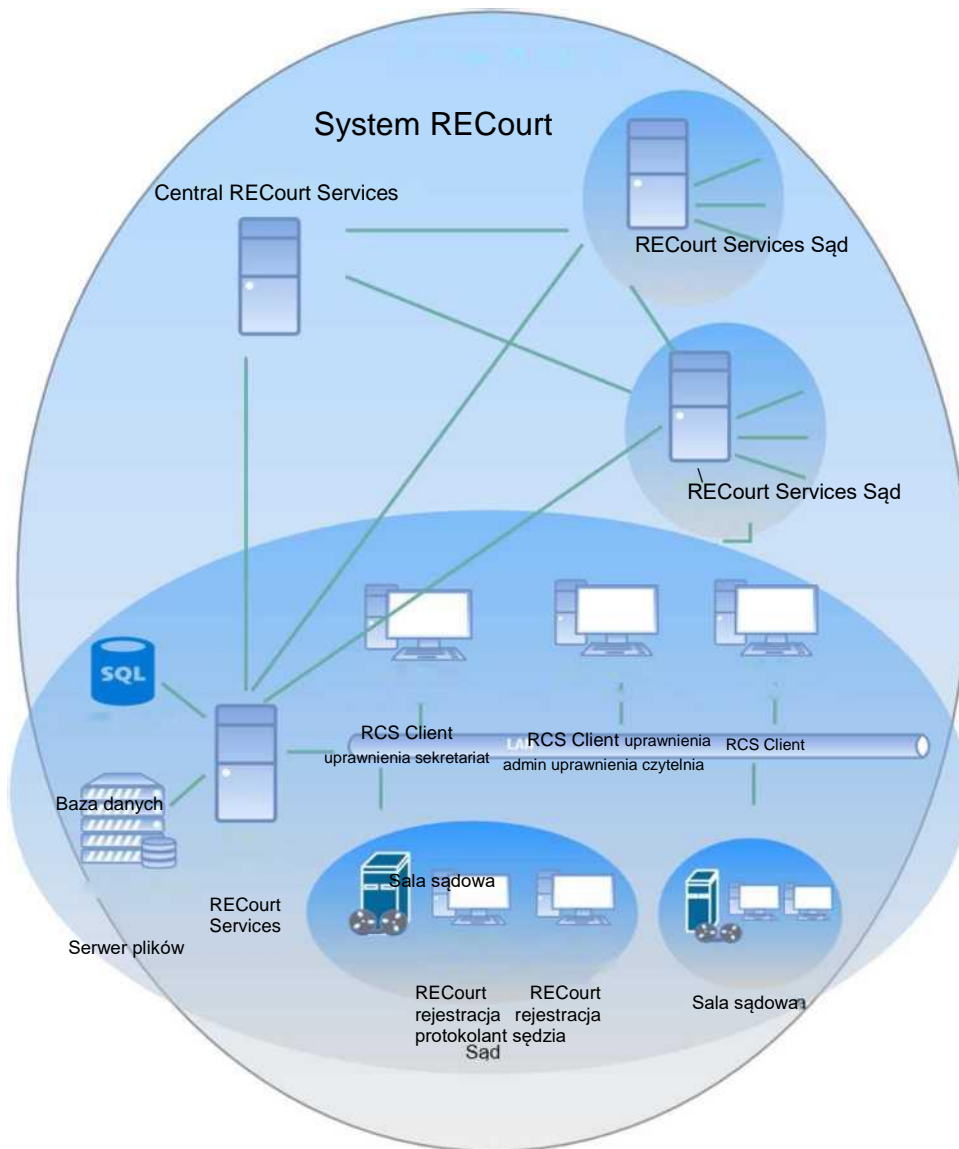 System RECourt
Central RECourt Services
RECourt Services Sąd
RECourt Services Sąd
SQL
RCS Client
uprawnienia sekretariat
RCS Client uprawnienia
admin uprawnienia czytelnia
RCS Client
Baza danych
Sala sądowa
RECourt
Services
Serwer plików
RECourt
rejestracja
protokolant
RECourt
rejestracja
sędzia
Sala sądowa
Sąd